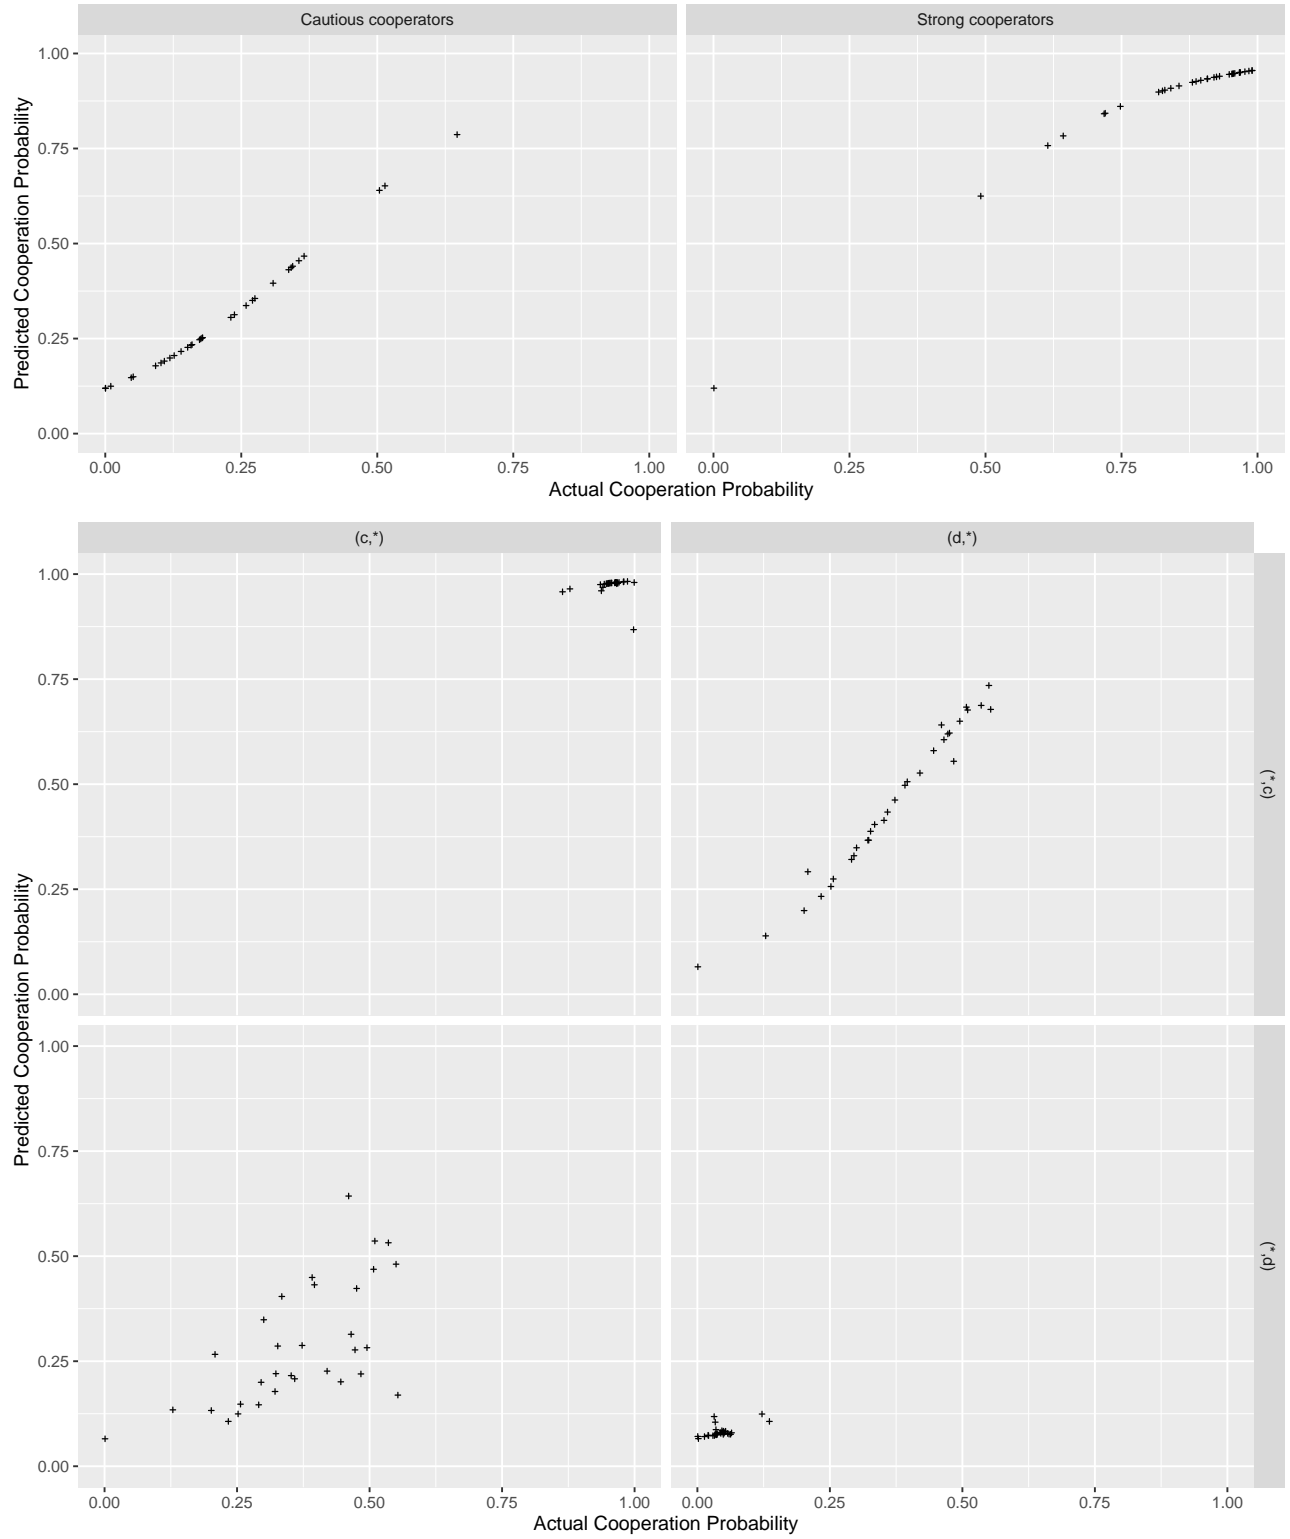 Cautious cooperators
Strong cooperators
1.00
0.75
0.50
0.25
0.00
Predicted Cooperation Probability
0.00 0.25 0.50 0.75 1.00
0.00 0.25 0.50 0.75 1.00
Actual Cooperation Probability
(c,*)
(d,*)
1.00
0.75
0.50
0.25
0.00
(*,c)
Predicted Cooperation Probability
1.00
0.75
0.50
0.25
0.00
(*,d)
0.00 0.25 0.50 0.75 1.00
0.00 0.25 0.50 0.75 1.00
Actual Cooperation Probability